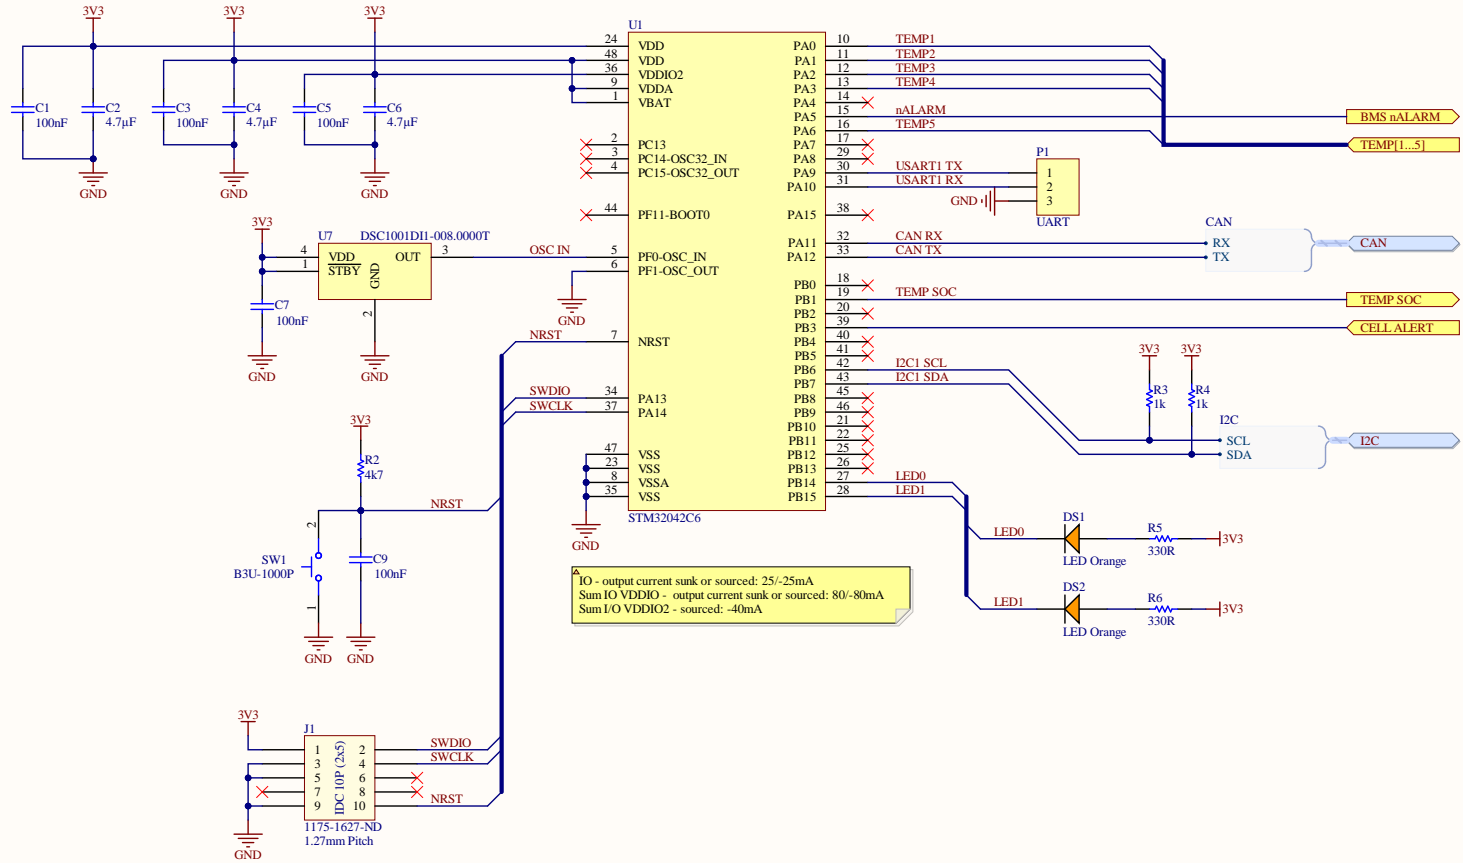 3V3
3V3
3V3
C1
100nF
C2
4.7µF
C3
100nF
C4
4.7µF
C5
100nF
C6
4.7µF
GND
GND
GND
U1
24 VDD
48 VDD
36 VDDIO2
9 VDDA
1 VBAT
2 PC13
3 PC14-OSC32_IN
4 PC15-OSC32_OUT
44 PF11-BOOT0
5 PF0-OSC_IN
6 PF1-OSC_OUT
7 NRST
34 PA13
37 PA14
47 VSS
23 VSS
8 VSSA
35 VSS
PA0 10 TEMP1
PA1 11 TEMP2
PA2 12 TEMP3
PA3 13 TEMP4
PA4 14
PA5 15 nALARM
PA6 16 TEMP5
PA7 17
PA8 29
PA9 30 USART1 TX
PA10 31 USART1 RX
PA15 38
PA11 32 CAN RX
PA12 33 CAN TX
PB0 18
PB1 19 TEMP SOC
PB2 20
PB3 39
PB4 40
PB5 41
PB6 42 I2C1 SCL
PB7 43 I2C1 SDA
PB8 45
PB9 46
PB10 21
PB11 22
PB12 25
PB13 26
PB14 27 LED0
PB15 28 LED1
STM32042C6
GND
GND
BMS nALARM
TEMP[1...5]
P1
1
2
3
GND
UART
CAN
RX
TX
CAN
TEMP SOC
CELL ALERT
3V3
3V3
R3
1k
R4
1k
I2C
SCL
SDA
I2C
LED0
DS1
LED Orange
R5
330R
3V3
LED1
DS2
LED Orange
R6
330R
3V3
IO - output current sunk or sourced: 25/-25mA
Sum IO VDDIO - output current sunk or sourced: 80/-80mA
Sum I/O VDDIO2 - sourced: -40mA
3V3
U7
DSC1001DI1-008.0000T
4 VDD
1 STBY
GND
2
OUT 3
OSC IN
C7
100nF
GND
GND
NRST
SWDIO
SWCLK
3V3
R2
4k7
NRST
2
SW1
B3U-1000P
1
C9
100nF
GND
GND
3V3
J1
IDC 10P (2x5)
1 2 SWDIO
3 4 SWCLK
5 6
7 8
9 10 NRST
1175-1627-ND
1.27mm Pitch
GND